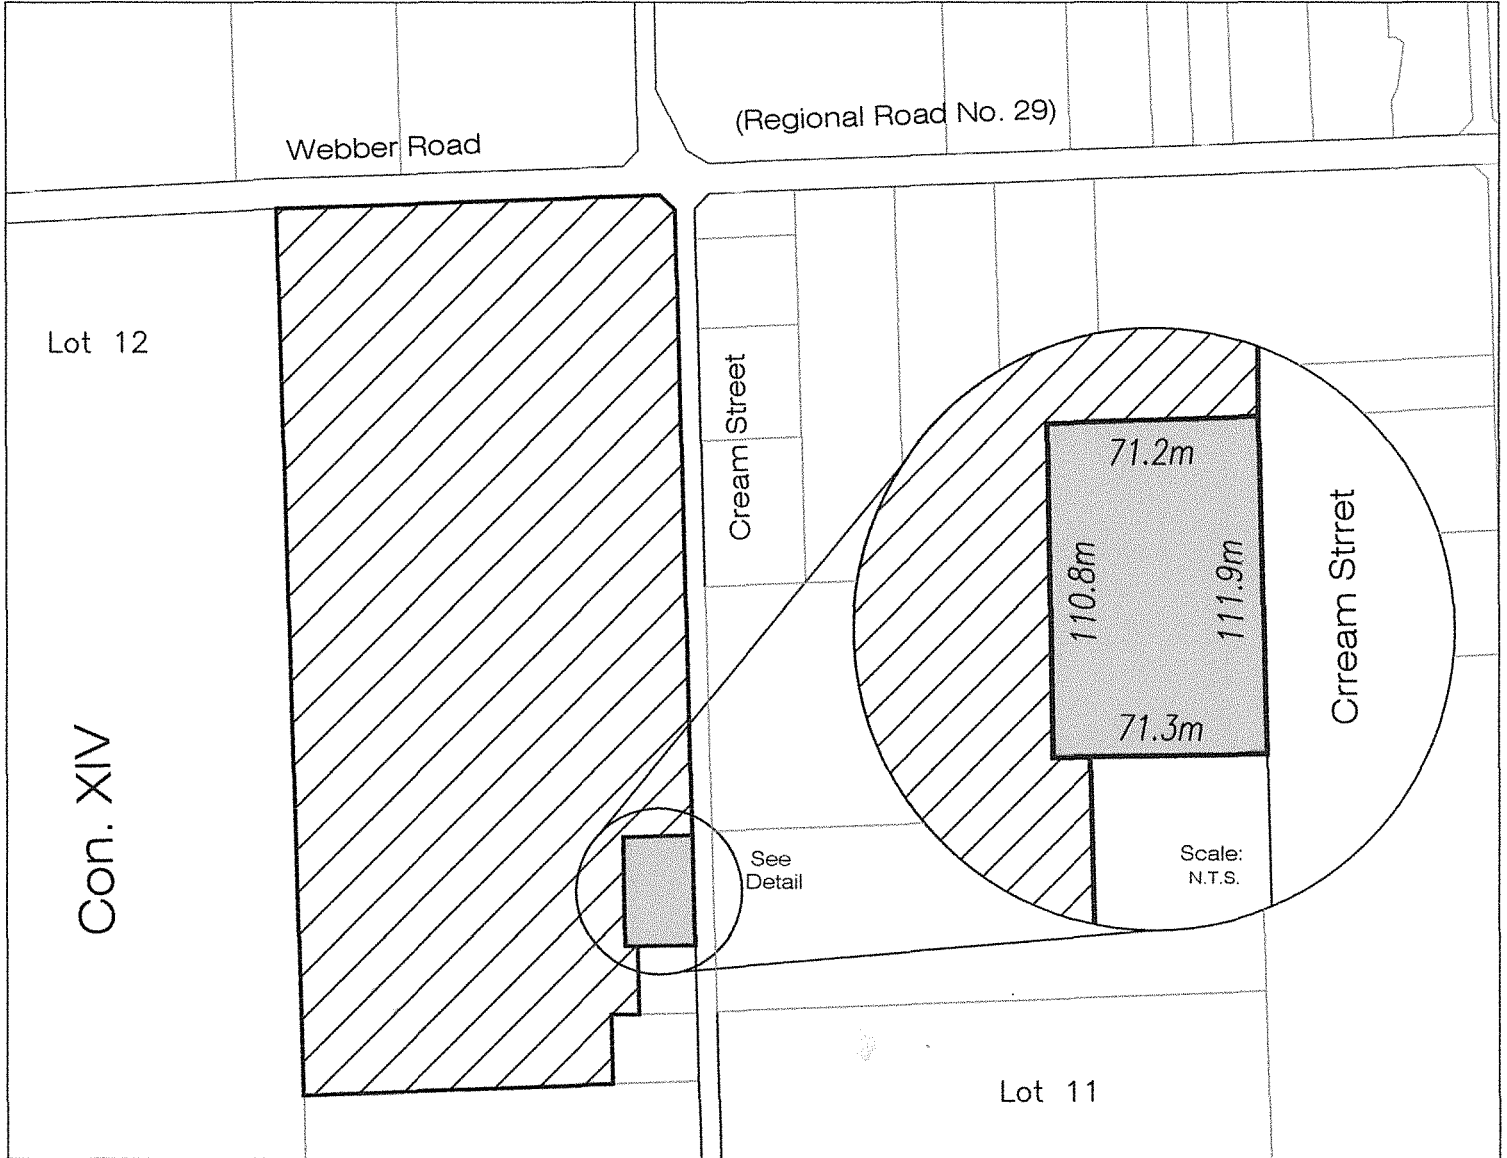 (Regional Road No. 29)
Webber Road
Lot 12
Cream Street
71.2m
110.8m
111.9m
Crream Strret
71.3m
Con. XIV
See
Detail
Scale:
N.T.S.
Lot 11